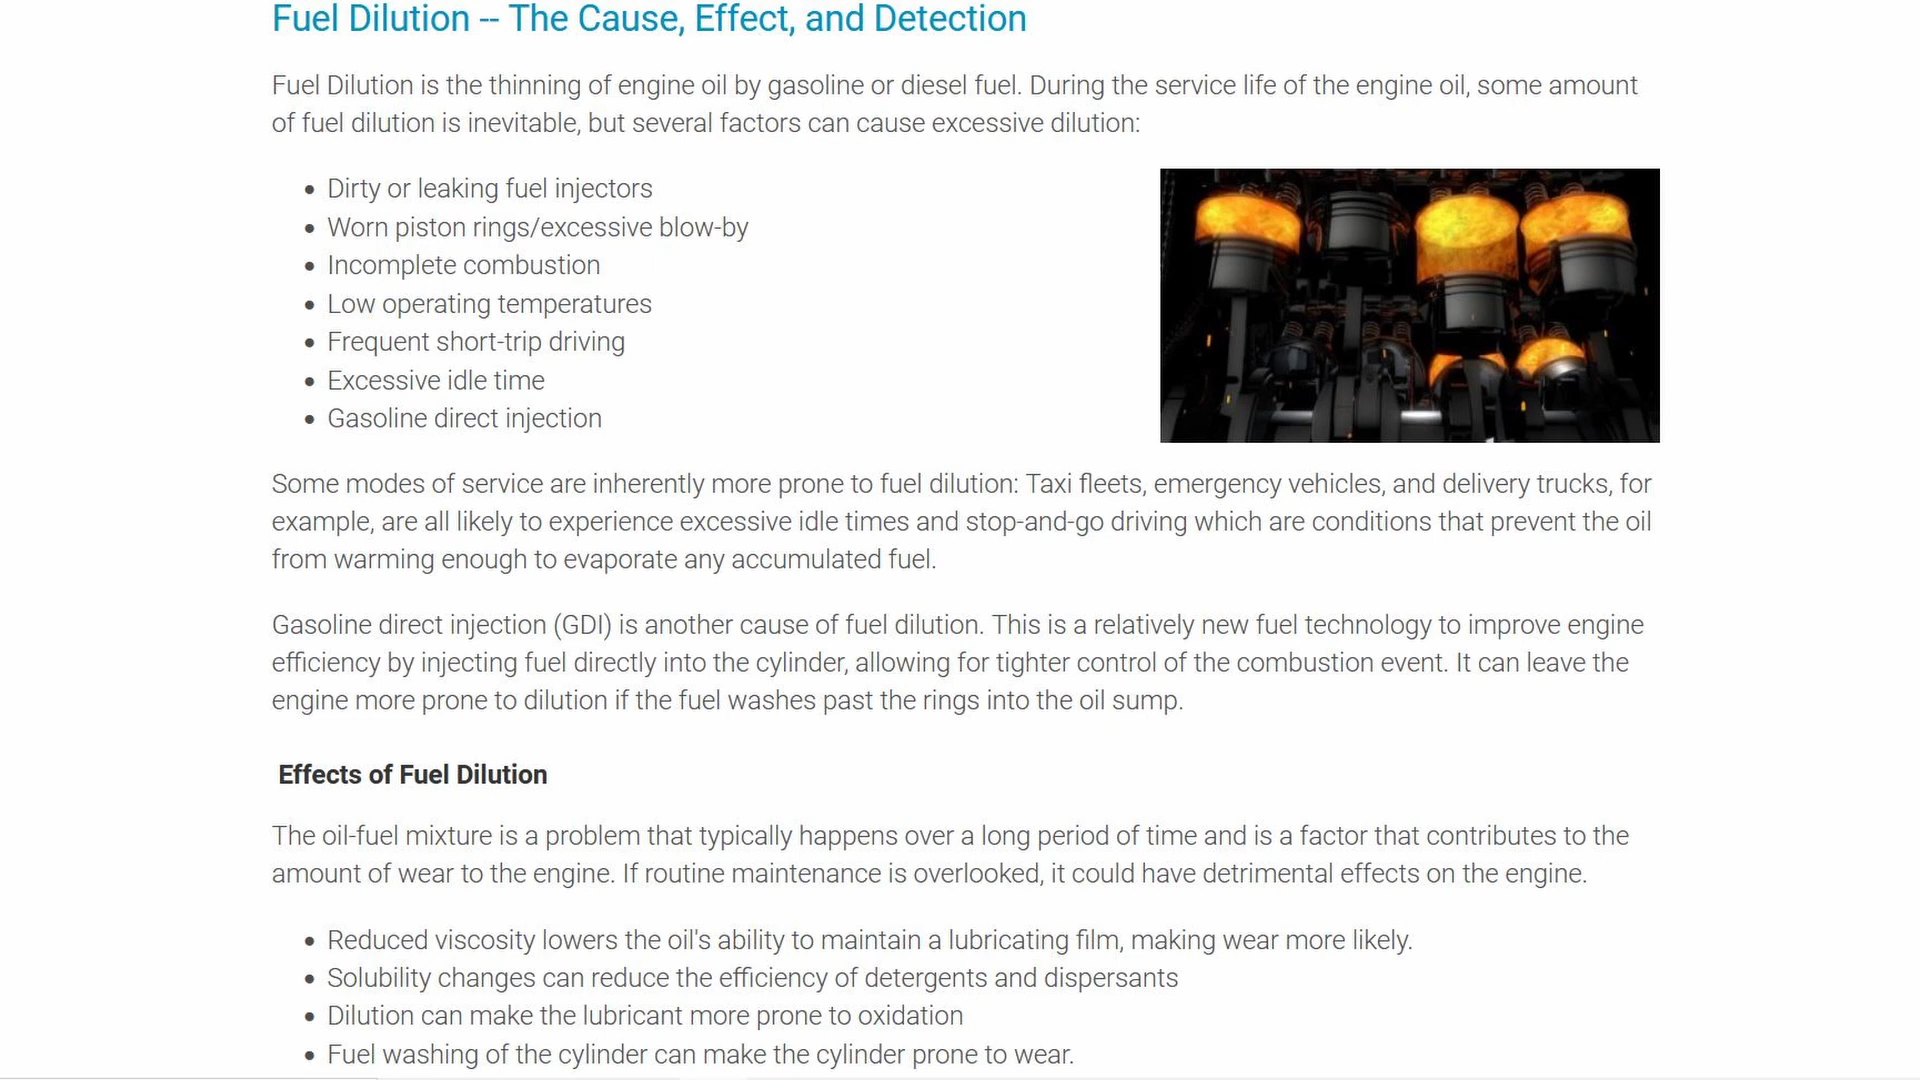 Fuel Dilution -- The Cause, Effect, and Detection
Fuel Dilution is the thinning of engine oil by gasoline or diesel fuel. During the service life of the engine oil, some amount
of fuel dilution is inevitable, but several factors can cause excessive dilution:
• Dirty or leaking fuel injectors
• Worn piston rings/excessive blow-by
• Incomplete combustion
• Low operating temperatures
• Frequent short-trip driving
• Excessive idle time
• Gasoline direct injection
Some modes of service are inherently more prone to fuel dilution: Taxi fleets, emergency vehicles, and delivery trucks, for
example, are all likely to experience excessive idle times and stop-and-go driving which are conditions that prevent the oil
from warming enough to evaporate any accumulated fuel.
Gasoline direct injection (GDI) is another cause of fuel dilution. This is a relatively new fuel technology to improve engine
efficiency by injecting fuel directly into the cylinder, allowing for tighter control of the combustion event. It can leave the
engine more prone to dilution if the fuel washes past the rings into the oil sump.
Effects of Fuel Dilution
The oil-fuel mixture is a problem that typically happens over a long period of time and is a factor that contributes to the
amount of wear to the engine. If routine maintenance is overlooked, it could have detrimental effects on the engine.
• Reduced viscosity lowers the oil's ability to maintain a lubricating film, making wear more likely.
• Solubility changes can reduce the efficiency of detergents and dispersants
• Dilution can make the lubricant more prone to oxidation
• Fuel washing of the cylinder can make the cylinder prone to wear.